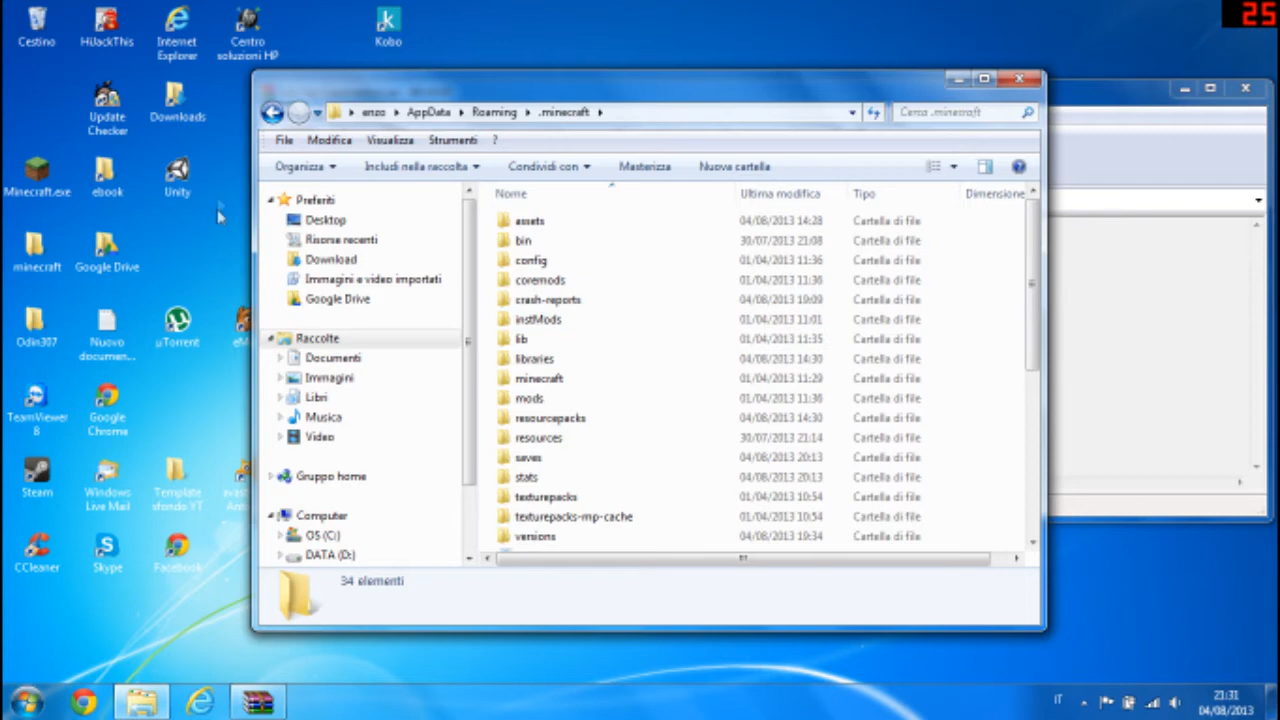 25
Cestino
HiJackThis
Internet Explorer
Centro soluzioni HP
Kobo
Update Checker
Downloads
Minecraft.exe
ebook
Unity
minecraft
Google Drive
Odin307
Nuovo documen...
µTorrent
TeamViewer 8
Google Chrome
Steam
Windows Live Mail
Template sfondo YT
CCleaner
Skype
Facebook
enzo
AppData
Roaming
.minecraft
Cerca .minecraft
File Modifica Visualizza Strumenti ?
Organizza Includi nella raccolta Condividi con Masterizza Nuova cartella
Preferiti
Desktop
Risorse recenti
Download
Immagini e video importati
Google Drive
Raccolte
Documenti
Immagini
Libri
Musica
Video
Gruppo home
Computer
OS (C:)
DATA (D:)
Nome Ultima modifica Tipo Dimensione
assets 04/08/2013 14:28 Cartella di file
bin 30/07/2013 21:08 Cartella di file
config 01/04/2013 11:36 Cartella di file
coremods 01/04/2013 11:36 Cartella di file
crash-reports 04/08/2013 19:09 Cartella di file
instMods 01/04/2013 11:01 Cartella di file
lib 01/04/2013 11:35 Cartella di file
libraries 04/08/2013 14:30 Cartella di file
minecraft 01/04/2013 11:29 Cartella di file
mods 01/04/2013 11:36 Cartella di file
resourcepacks 04/08/2013 14:30 Cartella di file
resources 30/07/2013 21:14 Cartella di file
saves 04/08/2013 20:13 Cartella di file
stats 04/08/2013 20:13 Cartella di file
texturepacks 01/04/2013 10:54 Cartella di file
texturepacks-mp-cache 01/04/2013 10:54 Cartella di file
versions 04/08/2013 19:34 Cartella di file
34 elementi
IT
21:31
04/08/2013